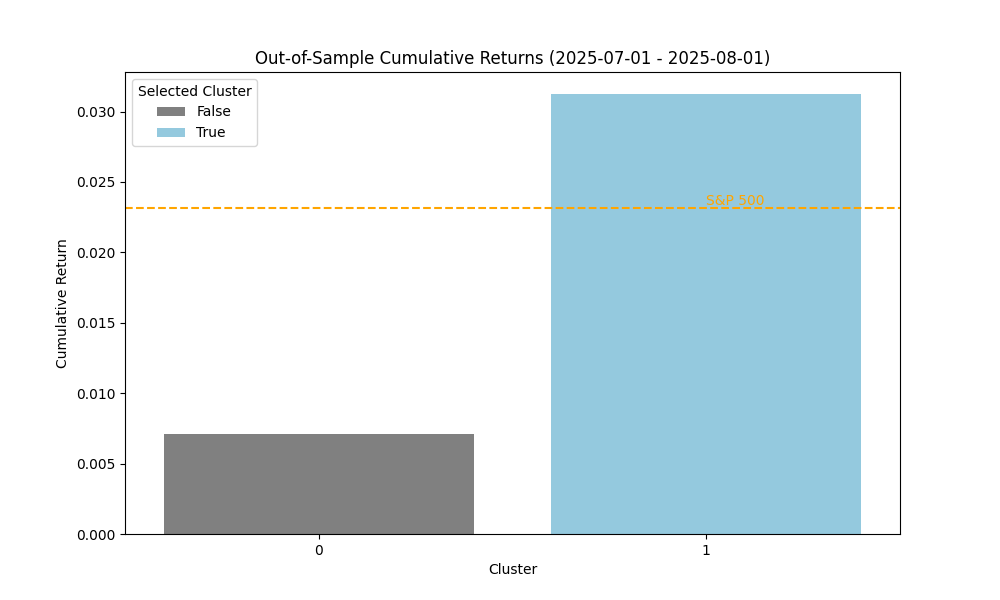 Out-of-Sample Cumulative Returns (2025-07-01 - 2025-08-01)
Selected Cluster
False
True
S&P 500
0.030
0.025
0.020
0.015
0.010
0.005
0.000
Cumulative Return
0
1
Cluster